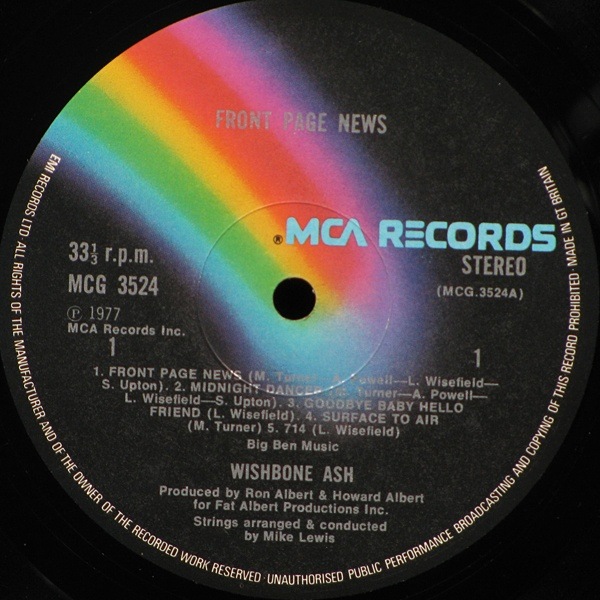 FRONT PAGE NEWS
® MCA RECORDS
33⅓ r.p.m.
STEREO
MCG 3524
(MCG.3524A)
℗ 1977
MCA Records Inc.
1
1
1. FRONT PAGE NEWS (M. Turner—A. Powell—L. Wisefield—
S. Upton). 2. MIDNIGHT DANCER (M. Turner—A. Powell—
L. Wisefield—S. Upton). 3. GOODBYE BABY HELLO
FRIEND (L. Wisefield). 4. SURFACE TO AIR
(M. Turner) 5. 714 (L. Wisefield)
Big Ben Music
WISHBONE ASH
Produced by Ron Albert & Howard Albert
for Fat Albert Productions Inc.
Strings arranged & conducted
by Mike Lewis
EMI RECORDS LTD ALL RIGHTS OF THE MANUFACTURER AND OF THE OWNER OF THE RECORDED WORK RESERVED · UNAUTHORISED PUBLIC PERFORMANCE BROADCASTING AND COPYING OF THIS RECORD PROHIBITED · MADE IN GT BRITAIN